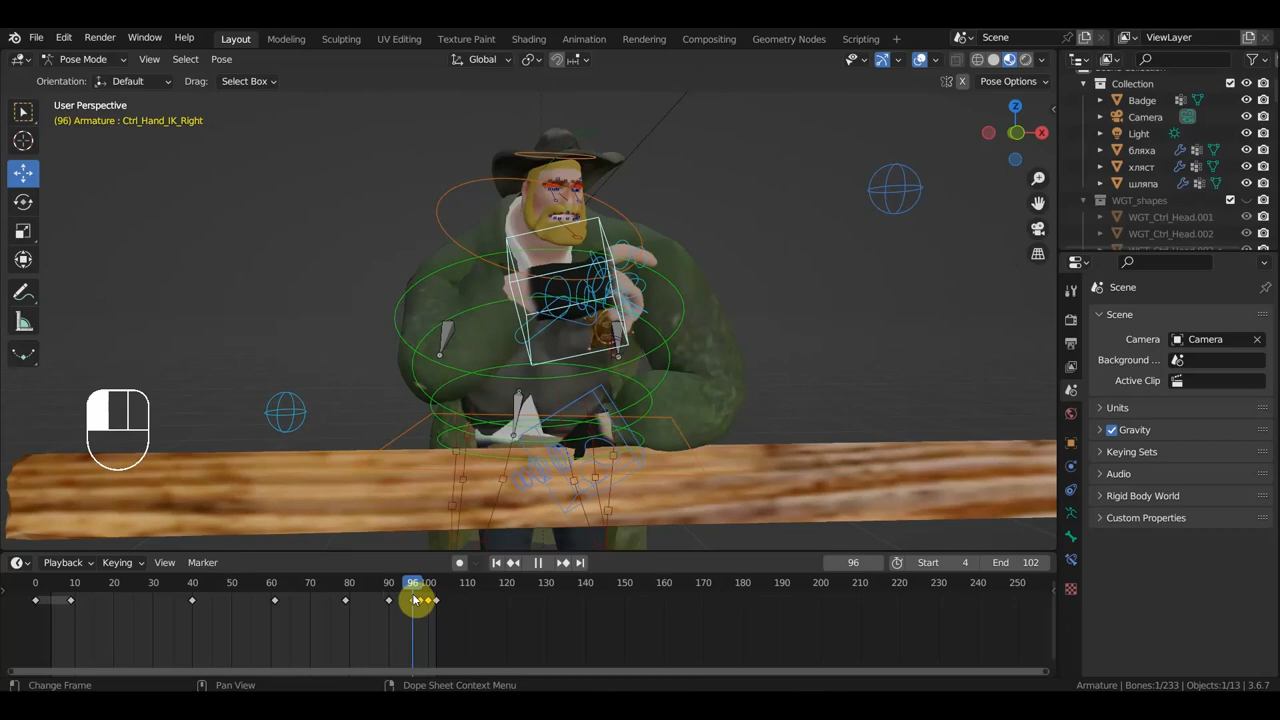 File Edit Render Window Help Layout Modeling Sculpting UV Editing Texture Paint Shading Animation Rendering Compositing Geometry Nodes Scripting + Scene ViewLayer
Pose Mode View Select Pose Global Pose Options
Orientation: Default Drag: Select Box X
User Perspective
(96) Armature : Ctrl_Hand_IK_Right
Z
X
Collection
Badge
Camera
Light
бляха
хляст
шляпа
WGT_shapes
WGT_Ctrl_Head.001
WGT_Ctrl_Head.002
Scene
Scene
Camera Camera
Background ...
Active Clip
Units
Gravity
Keying Sets
Audio
Rigid Body World
Custom Properties
Playback Keying View Marker 96 Start 4 End 102
0 10 20 30 40 50 60 70 80 90 96 100 110 120 130 140 150 160 170 180 190 200 210 220 230 240 250
Change Frame Pan View Dope Sheet Context Menu Armature | Bones:1/233 | Objects:1/13 | 3.6.7